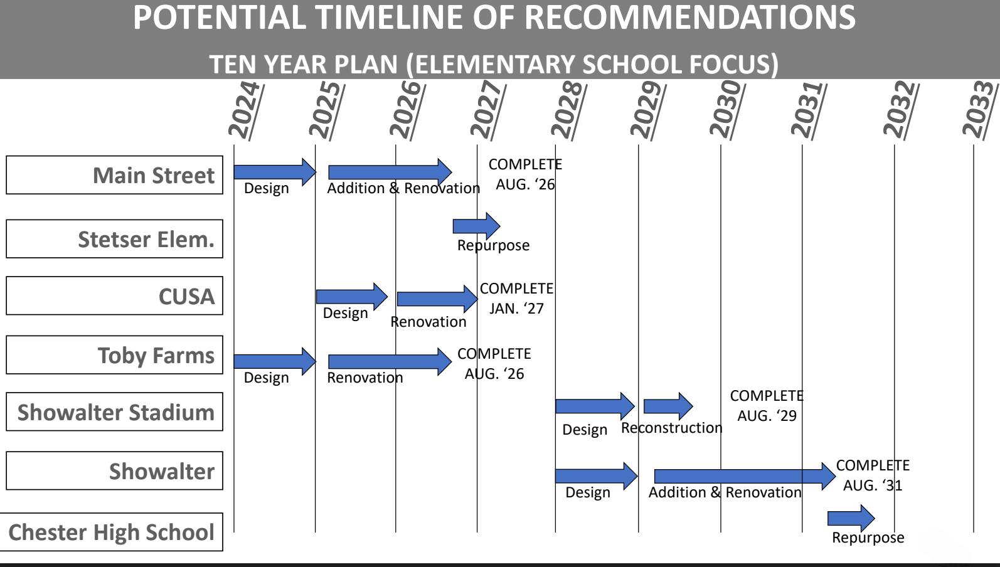 POTENTIAL TIMELINE OF RECOMMENDATIONS
TEN YEAR PLAN (ELEMENTARY SCHOOL FOCUS)
2024
2025
2026
2027
2028
2029
2030
2031
2032
2033
Main Street
Design
Addition & Renovation
COMPLETE
AUG. ‘26
Stetser Elem.
Repurpose
CUSA
Design
Renovation
COMPLETE
JAN. ‘27
Toby Farms
Design
Renovation
COMPLETE
AUG. ‘26
Showalter Stadium
Design
Reconstruction
COMPLETE
AUG. ‘29
Showalter
Design
Addition & Renovation
COMPLETE
AUG. ‘31
Chester High School
Repurpose